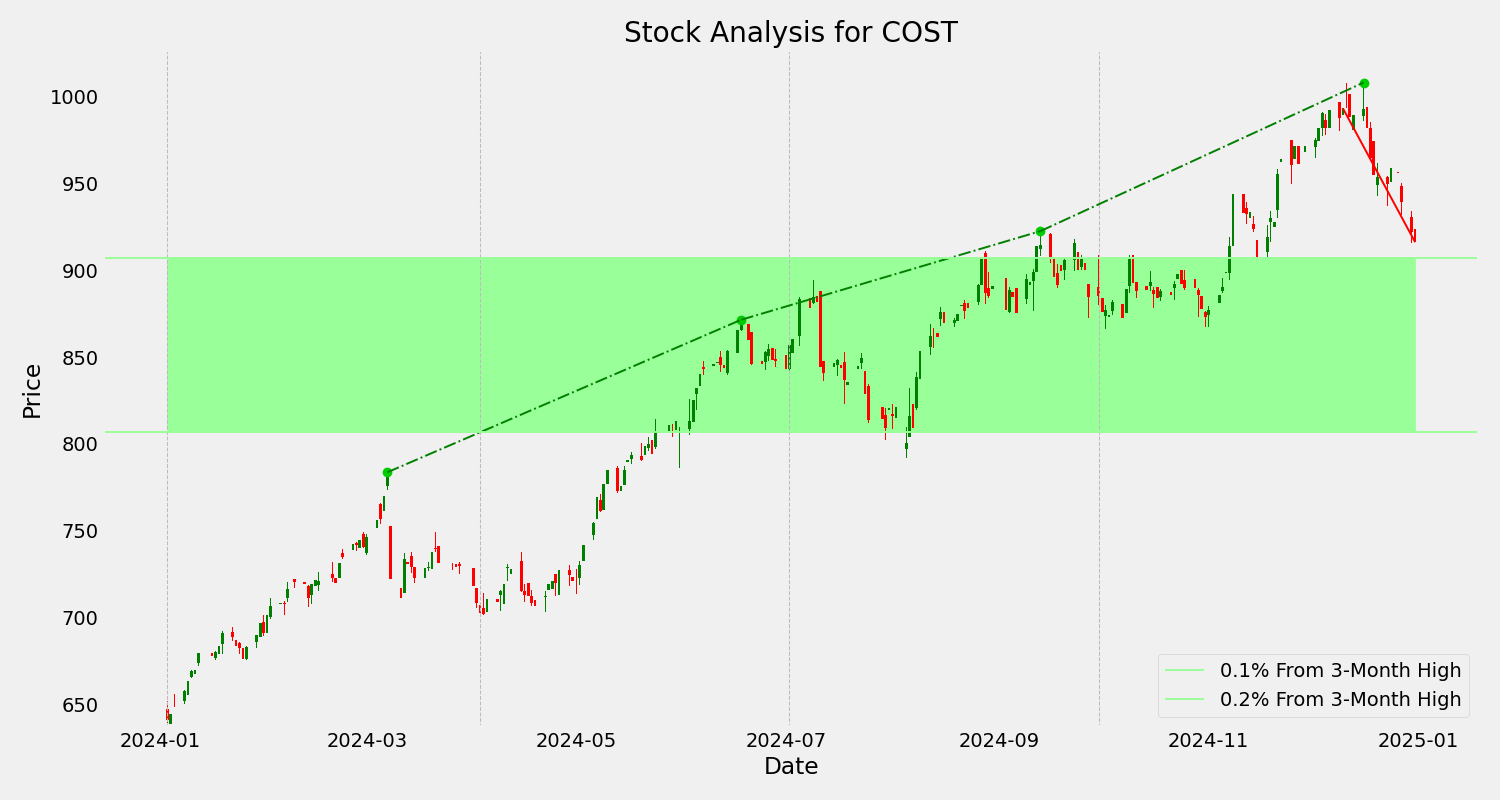 Stock Analysis for COST
Price
1000
950
900
850
800
750
700
650
0.1% From 3-Month High
0.2% From 3-Month High
2024-01 2024-03 2024-05 2024-07 2024-09 2024-11 2025-01
Date